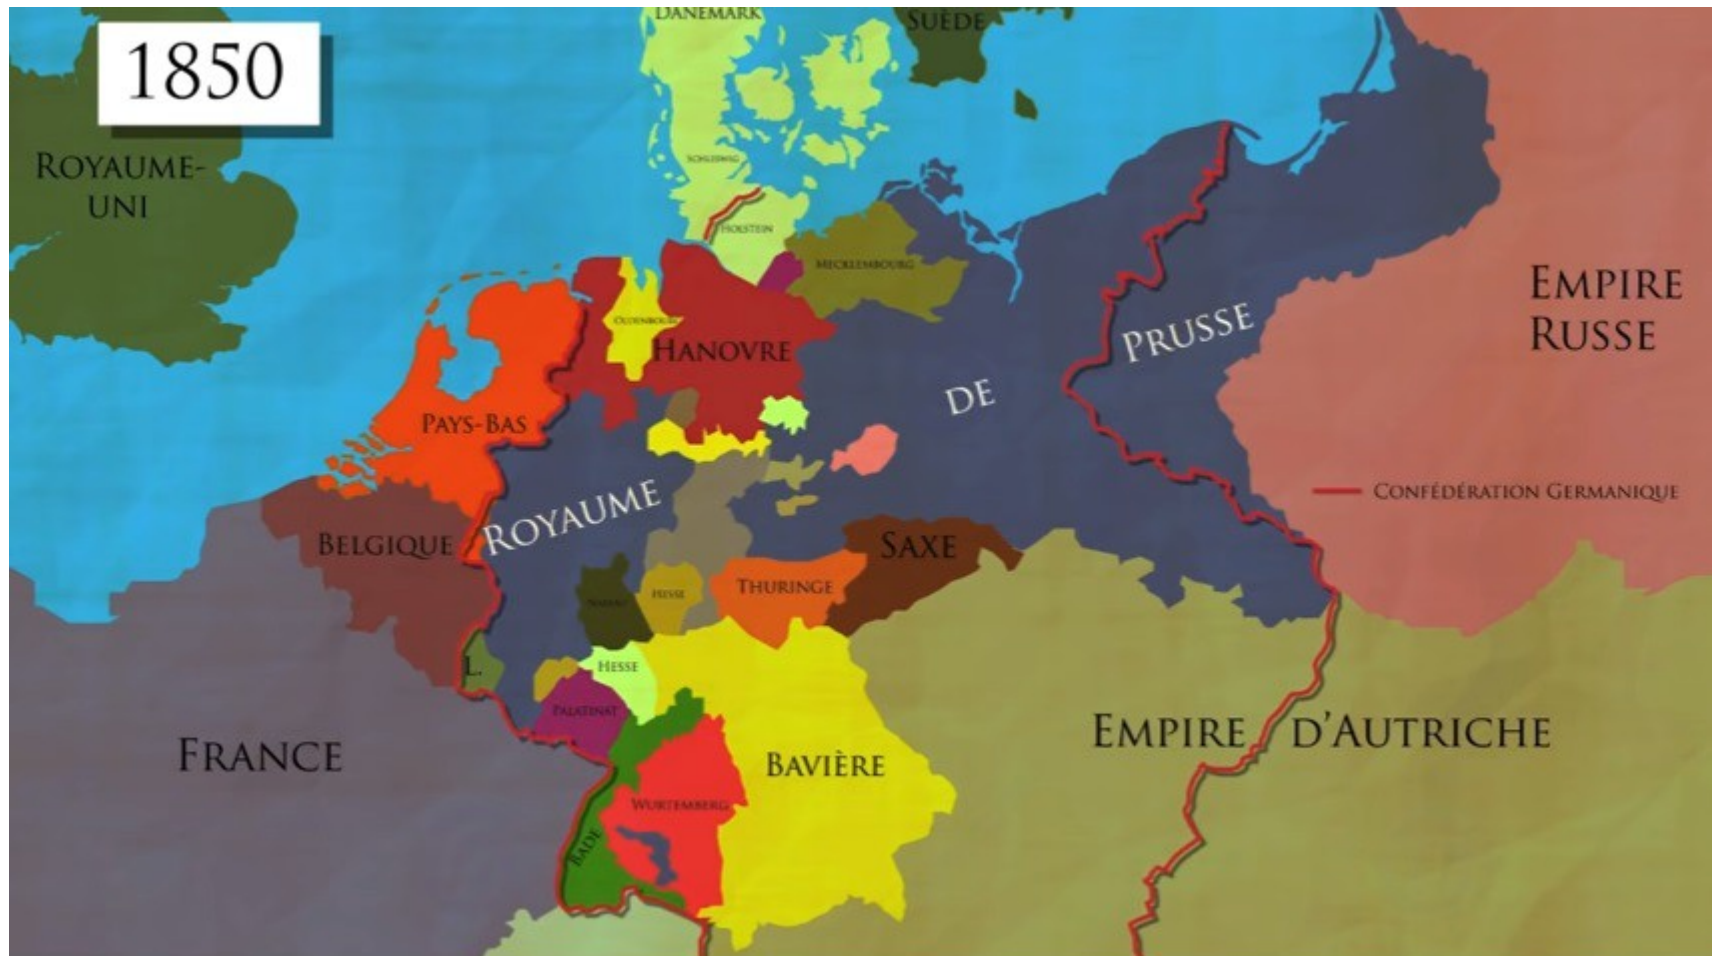 1850
DANEMARK
SUÈDE
ROYAUME-
UNI
SCHLESWIG
HOLSTEIN
MECKLEMBOURG
EMPIRE
RUSSE
OLDENBOURG
HANOVRE
PRUSSE
DE
PAYS-BAS
ROYAUME
CONFÉDÉRATION GERMANIQUE
BELGIQUE
SAXE
THURINGE
HESSE
NASSAU
L.
HESSE
PALATINAT
FRANCE
BAVIÈRE
EMPIRE D'AUTRICHE
WURTEMBERG
BADE